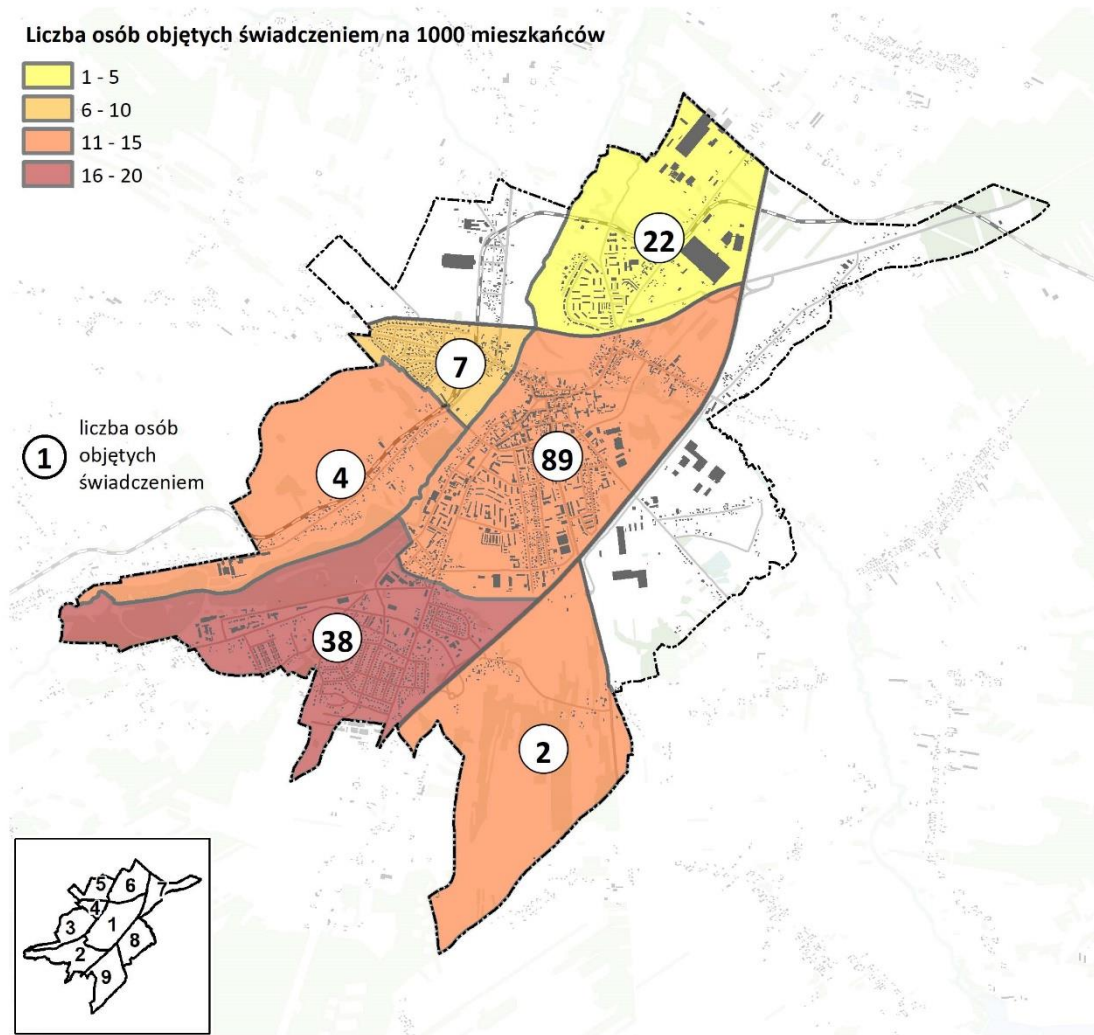 Liczba osób objętych świadczeniem na 1000 mieszkańców
1 - 5
6 - 10
11 - 15
16 - 20
22
7
1
liczba osób
objętych
świadczeniem
4
89
38
2
5
6
7
4
3
1
2
8
9